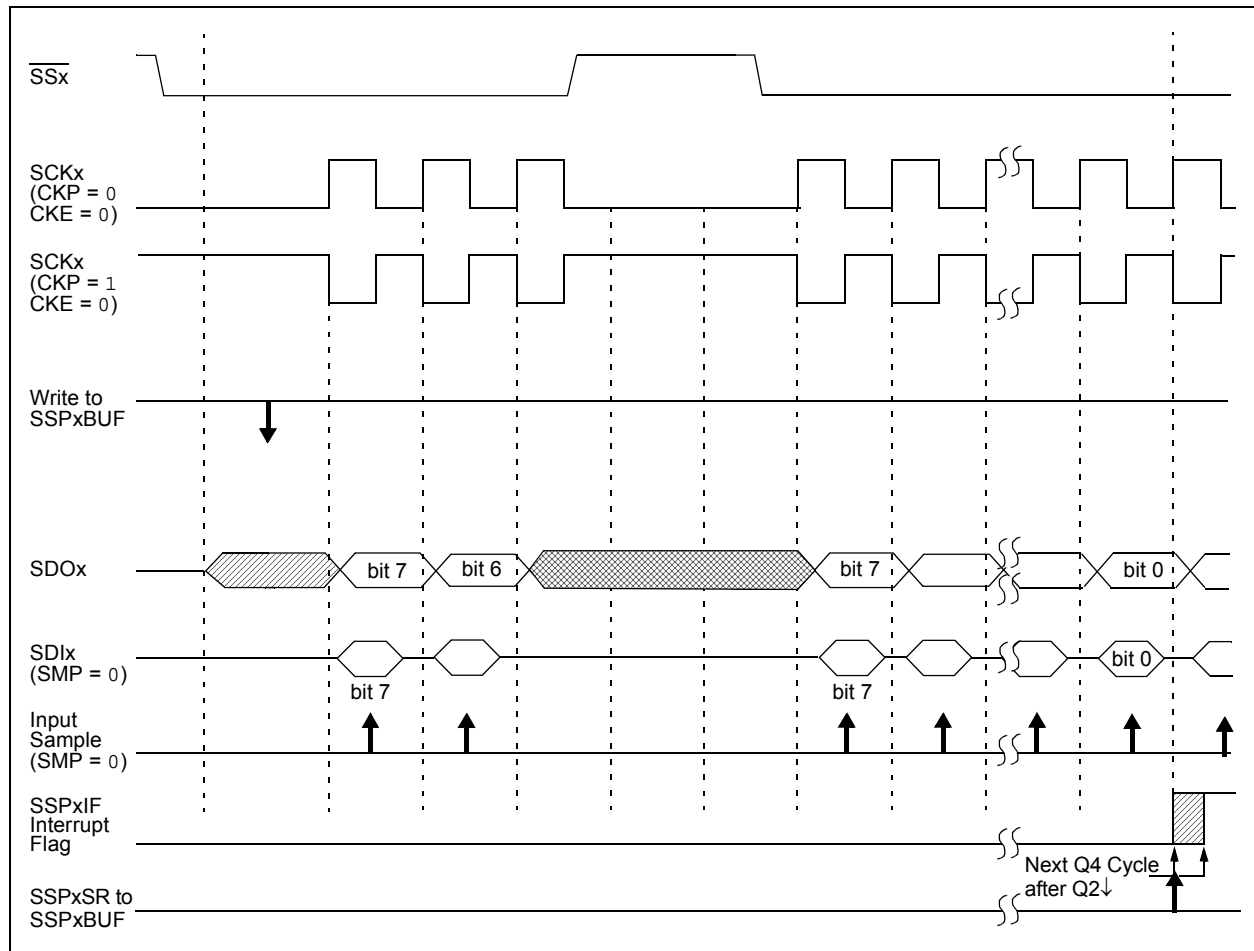 SSx
SCKx
(CKP = 0
CKE = 0)
SCKx
(CKP = 1
CKE = 0)
Write to
SSPxBUF
SDOx
bit 7
bit 6
bit 7
bit 0
SDIx
(SMP = 0)
bit 0
bit 7
bit 7
Input
Sample
(SMP = 0)
SSPxIF
Interrupt
Flag
Next Q4 Cycle
after Q2↓
SSPxSR to
SSPxBUF